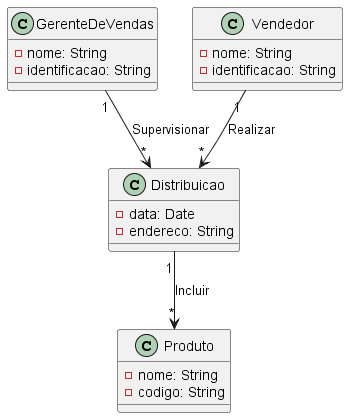 C GerenteDeVendas
nome: String
identificacao: String
C Vendedor
nome: String
identificacao: String
1
1
Supervisionar
Realizar
*
*
C Distribuicao
data: Date
endereco: String
1
Incluir
*
C Produto
nome: String
codigo: String